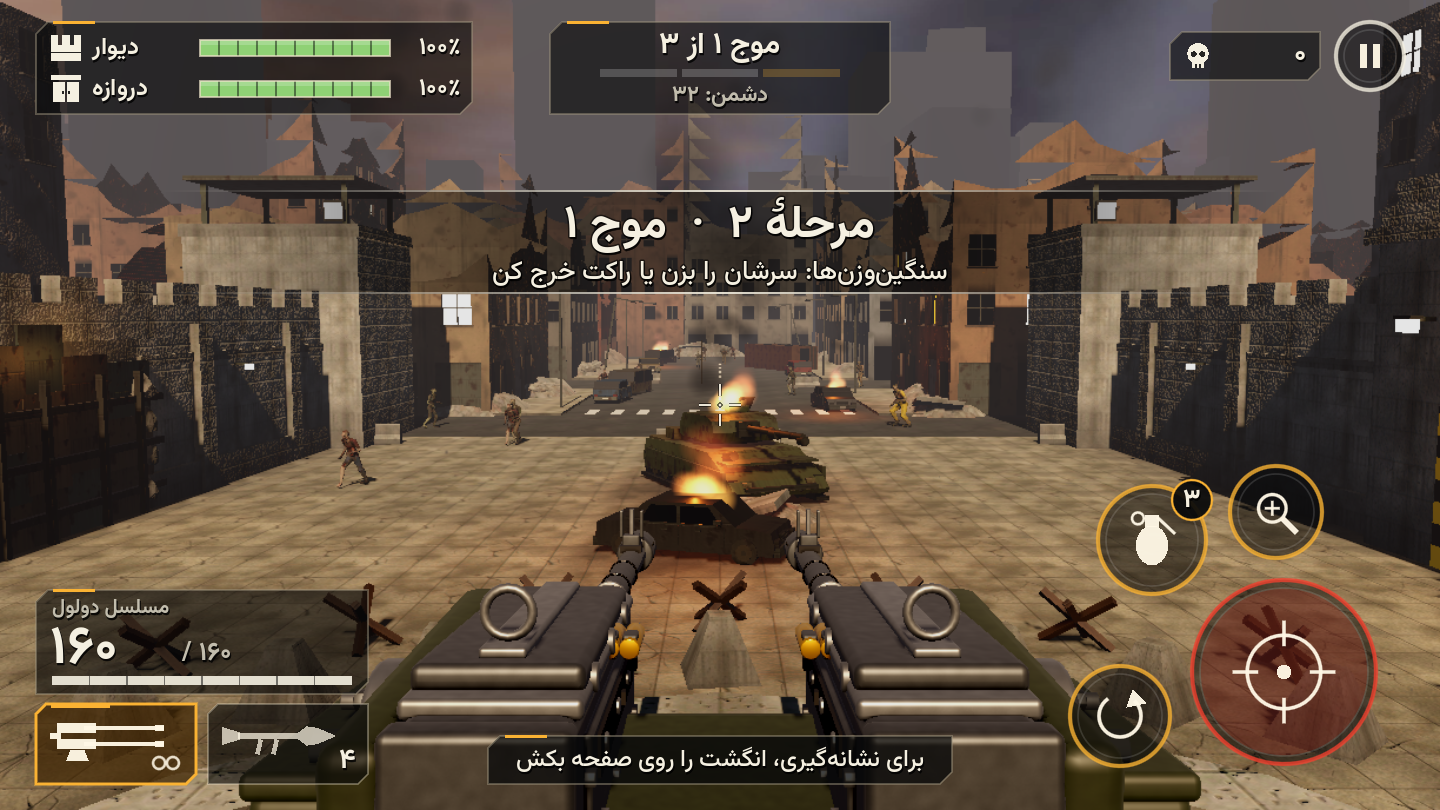 دیوار ۱۰۰٪
دروازه ۱۰۰٪
موج ۱ از ۳
دشمن: ۳۲
۰
مرحلهٔ ۲ · موج ۱
سنگین‌وزن‌ها: سرشان را بزن یا راکت خرج کن
۳
مسلسل دولول
۱۶۰ / ۱۶۰
∞
۴
برای نشانه‌گیری، انگشت را روی صفحه بکش